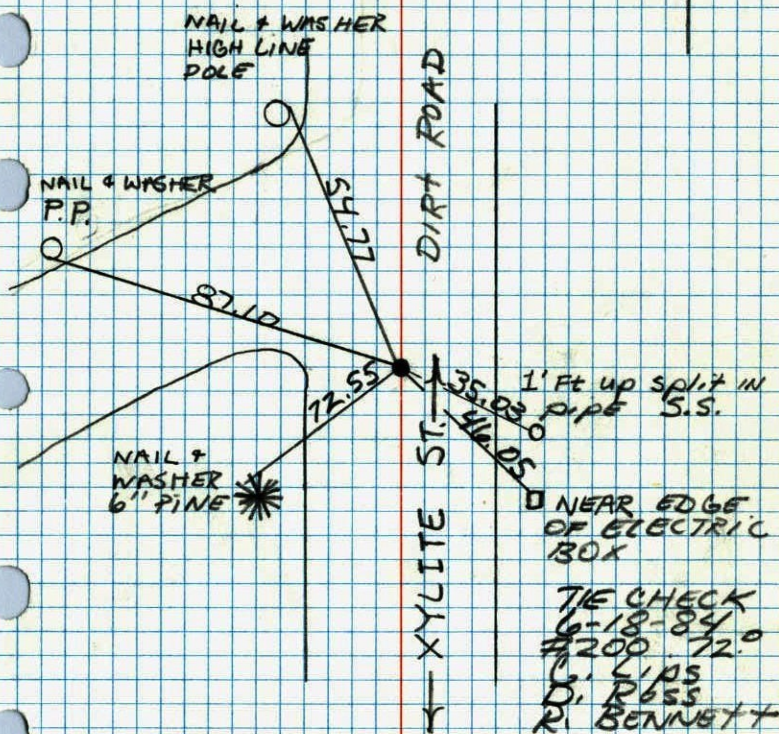 NAIL & WASHER
HIGH LINE
POLE
NAIL & WASHER
P.P.
54.77
DIRT ROAD
87.10
72.55
35.03
46.05
1' Ft up split in
pipe S.S.
NAIL &
WASHER
6" PINE
XYLITE ST.
NEAR EDGE
OF ELECTRIC
BOX
TIE CHECK
6-18-84
#200 72°
C. Lips
D. Ross
R. BENNETT